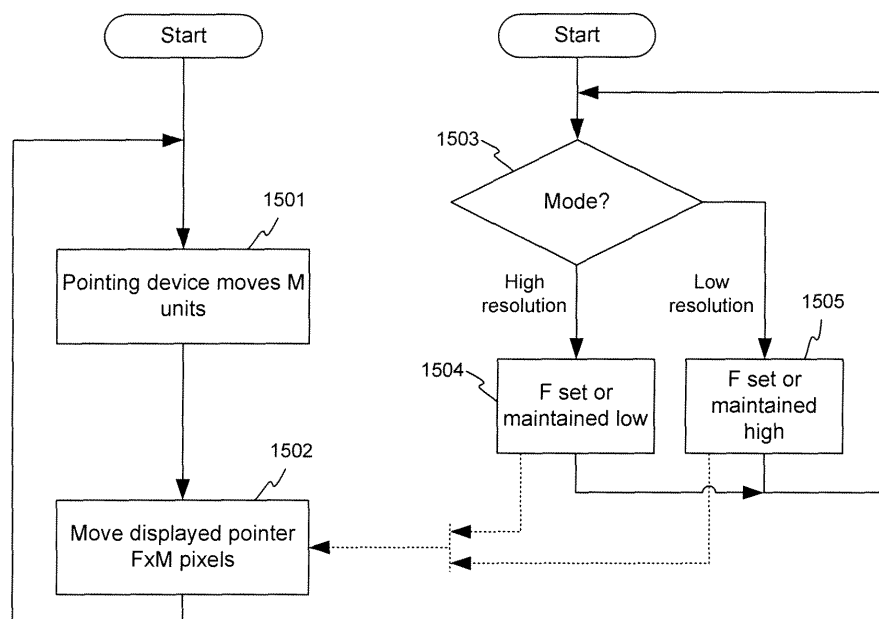 Start
1501
Pointing device moves M
units
1502
Move displayed pointer
FxM pixels
Start
1503
Mode?
High
resolution
Low
resolution
1504
F set or
maintained low
1505
F set or
maintained
high